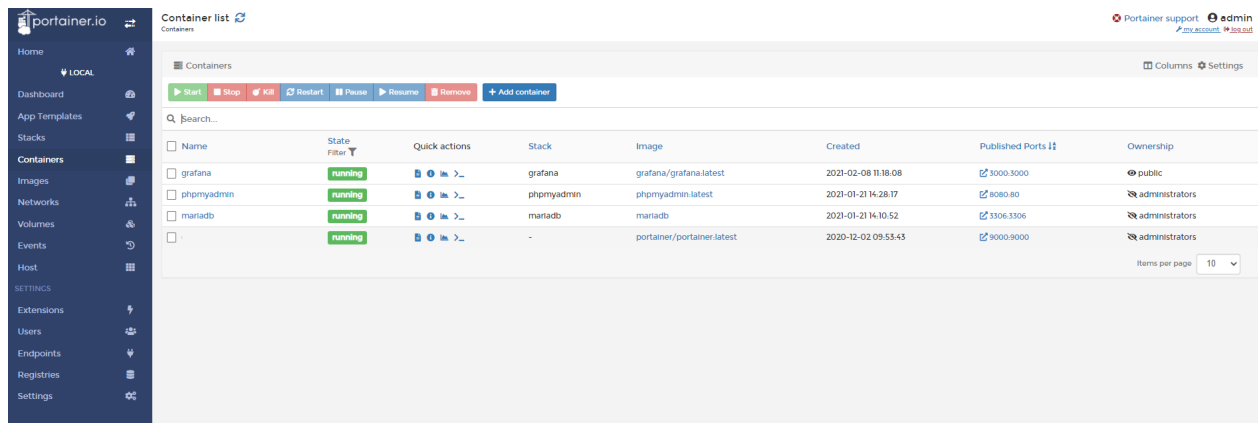 portainer.io
Container list
Containers
Portainer support admin
my account log out
Home
LOCAL
Dashboard
App Templates
Stacks
Containers
Images
Networks
Volumes
Events
Host
SETTINGS
Extensions
Users
Endpoints
Registries
Settings
Containers
Columns Settings
Start Stop Kill Restart Pause Resume Remove + Add container
Search...
Name State Quick actions Stack Image Created Published Ports Ownership
Filter
grafana running >_ grafana grafana/grafana:latest 2021-02-08 11:18:08 3000:3000 public
phpmyadmin running >_ phpmyadmin phpmyadmin:latest 2021-01-21 14:28:17 8080:80 administrators
mariadb running >_ mariadb mariadb 2021-01-21 14:10:52 3306:3306 administrators
running >_ - portainer/portainer:latest 2020-12-02 09:53:43 9000:9000 administrators
Items per page 10